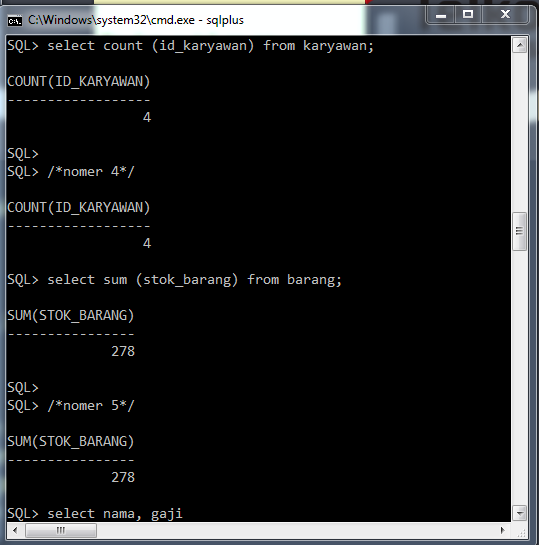 C:\Windows\system32\cmd.exe - sqlplus
SQL> select count (id_karyawan) from karyawan;
COUNT(ID_KARYAWAN)
------------------
4
SQL>
SQL> /*nomer 4*/
COUNT(ID_KARYAWAN)
------------------
4
SQL> select sum (stok_barang) from barang;
SUM(STOK_BARANG)
----------------
278
SQL>
SQL> /*nomer 5*/
SUM(STOK_BARANG)
----------------
278
SQL> select nama, gaji